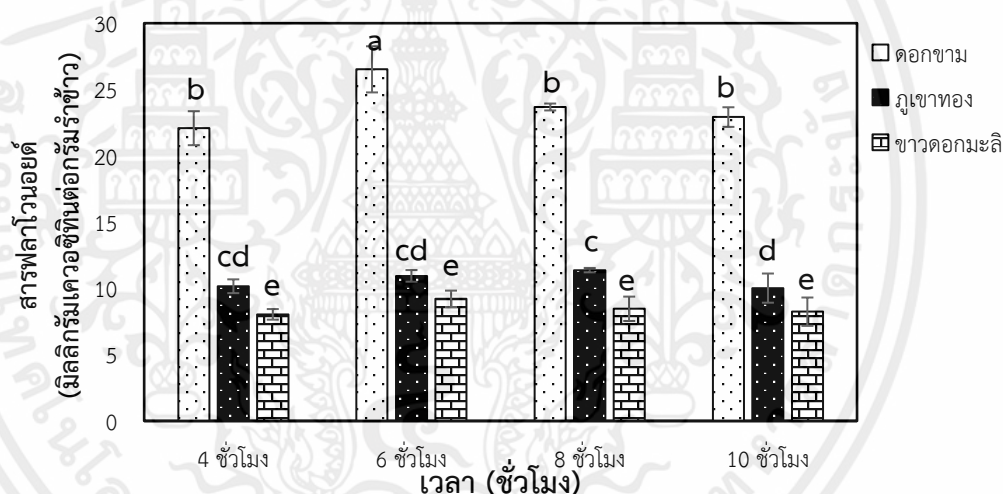 สารฟลาโวนอยด์
(มิลลิกรัมเควอซิทินต่อกรัมรำข้าว)
30
25
20
15
10
5
0
b
cd
e
a
cd
e
b
c
e
b
d
e
4 ชั่วโมง
6 ชั่วโมง
8 ชั่วโมง
10 ชั่วโมง
เวลา (ชั่วโมง)
ดอกขาม
ภูเขาทอง
ขาวดอกมะลิ